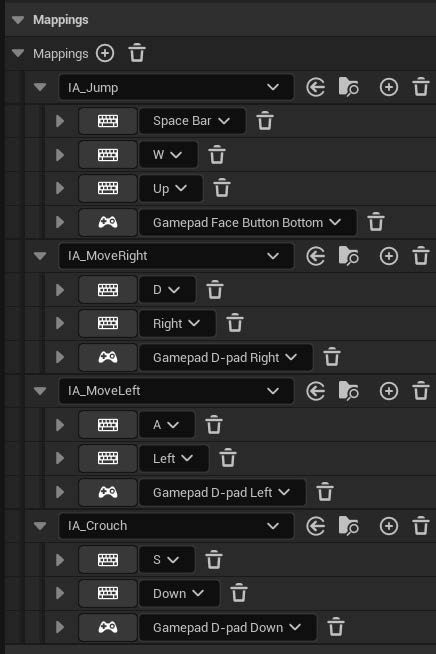 Mappings
Mappings
IA_Jump
Space Bar
W
Up
Gamepad Face Button Bottom
IA_MoveRight
D
Right
Gamepad D-pad Right
IA_MoveLeft
A
Left
Gamepad D-pad Left
IA_Crouch
S
Down
Gamepad D-pad Down